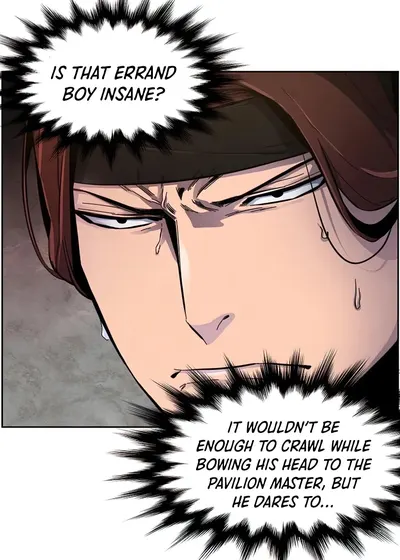 IS THAT ERRAND
BOY INSANE?
IT WOULDN'T BE
ENOUGH TO CRAWL WHILE
BOWING HIS HEAD TO THE
PAVILION MASTER, BUT
HE DARES TO...